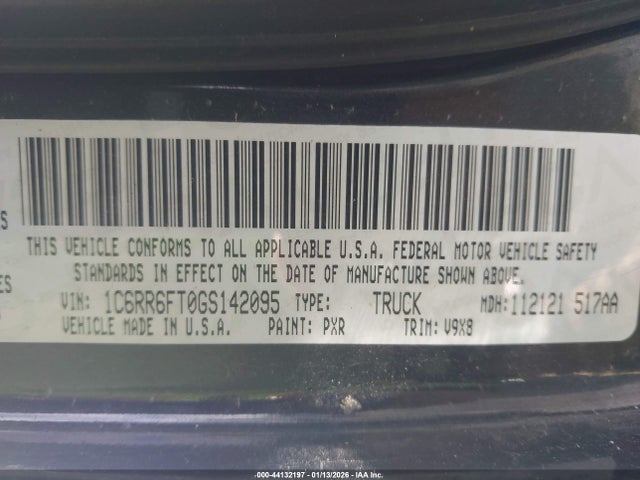 S
THIS VEHICLE CONFORMS TO ALL APPLICABLE U.S.A. FEDERAL MOTOR VEHICLE SAFETY
STANDARDS IN EFFECT ON THE DATE OF MANUFACTURE SHOWN ABOVE.
ES
VIN: 1C6RR6FT0GS142095 TYPE: TRUCK MDH: 112121 517AA
VEHICLE MADE IN U.S.A. PAINT: PXR TRIM: V9X8
000-44132197 - 01/13/2026 - IAA Inc.